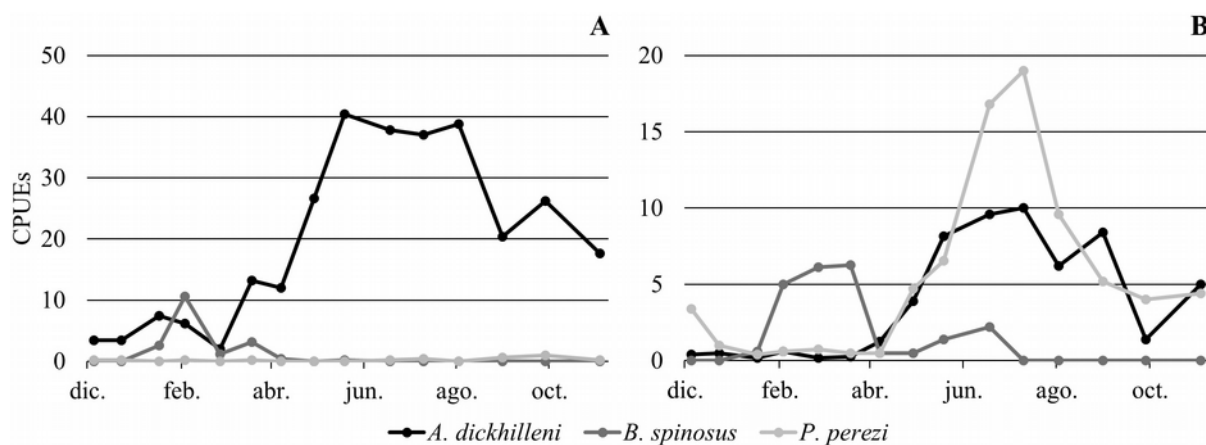 A
B
CPUEs
50
40
30
20
10
0
dic. feb. abr. jun. ago. oct.
20
15
10
5
0
dic. feb. abr. jun. ago. oct.
A. dickhilleni B. spinosus P. perezi